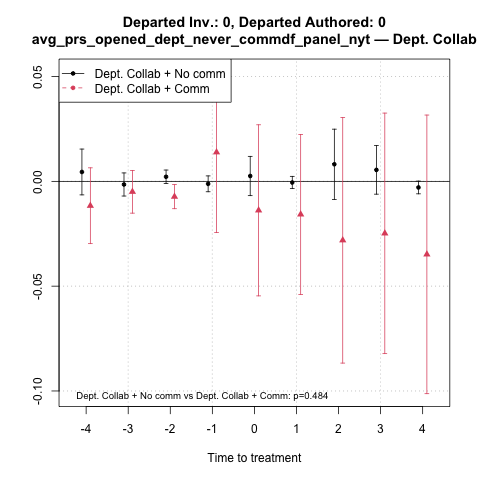 Departed Inv.: 0, Departed Authored: 0
avg_prs_opened_dept_never_commdf_panel_nyt — Dept. Collab
Dept. Collab + No comm
Dept. Collab + Comm
0.05
0.00
-0.05
-0.10
Dept. Collab + No comm vs Dept. Collab + Comm: p=0.484
-4 -3 -2 -1 0 1 2 3 4
Time to treatment